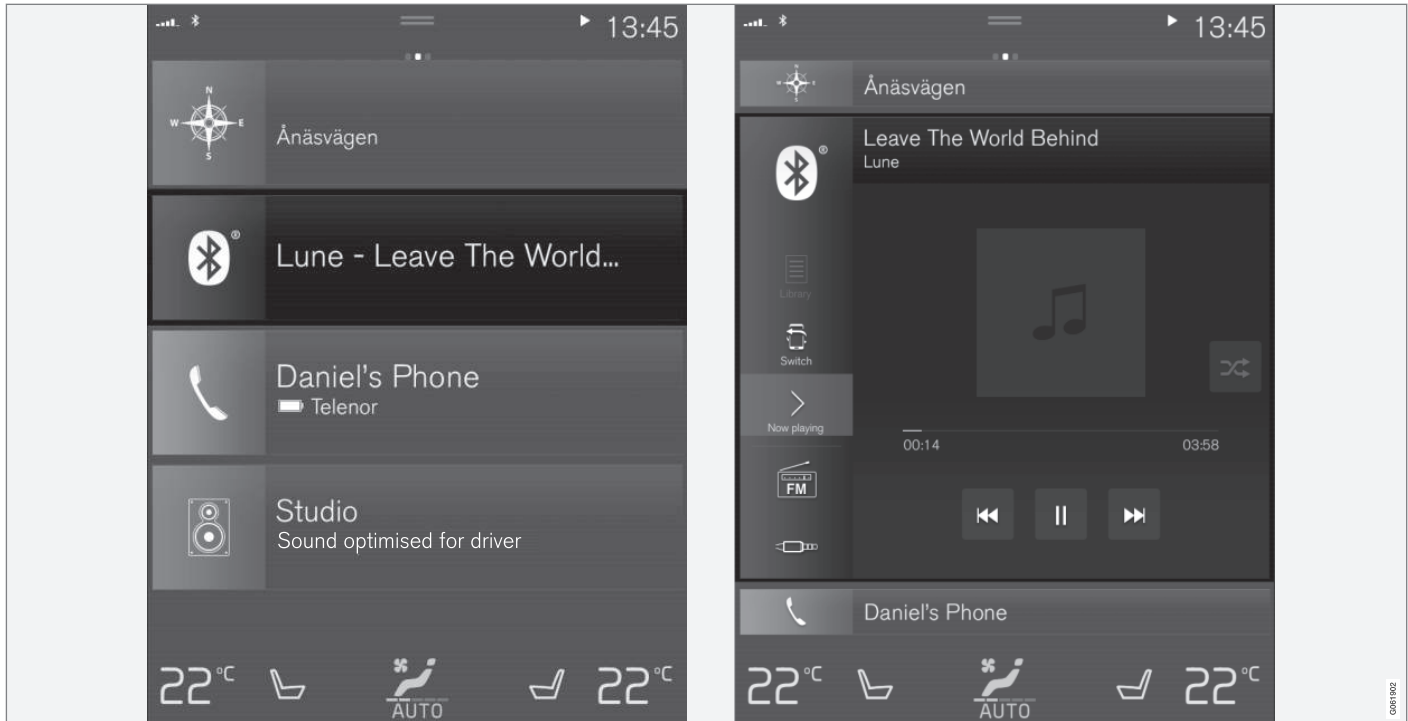 13:45
N
W E
S
Ånäsvägen
®
Lune - Leave The World...
Daniel's Phone
Telenor
Studio
Sound optimised for driver
22°C
AUTO
22°C
13:45
N
W E
S
Ånäsvägen
®
Leave The World Behind
Lune
Library
Switch
Now playing
00:14
03:58
FM
Daniel's Phone
22°C
AUTO
22°C
G061902